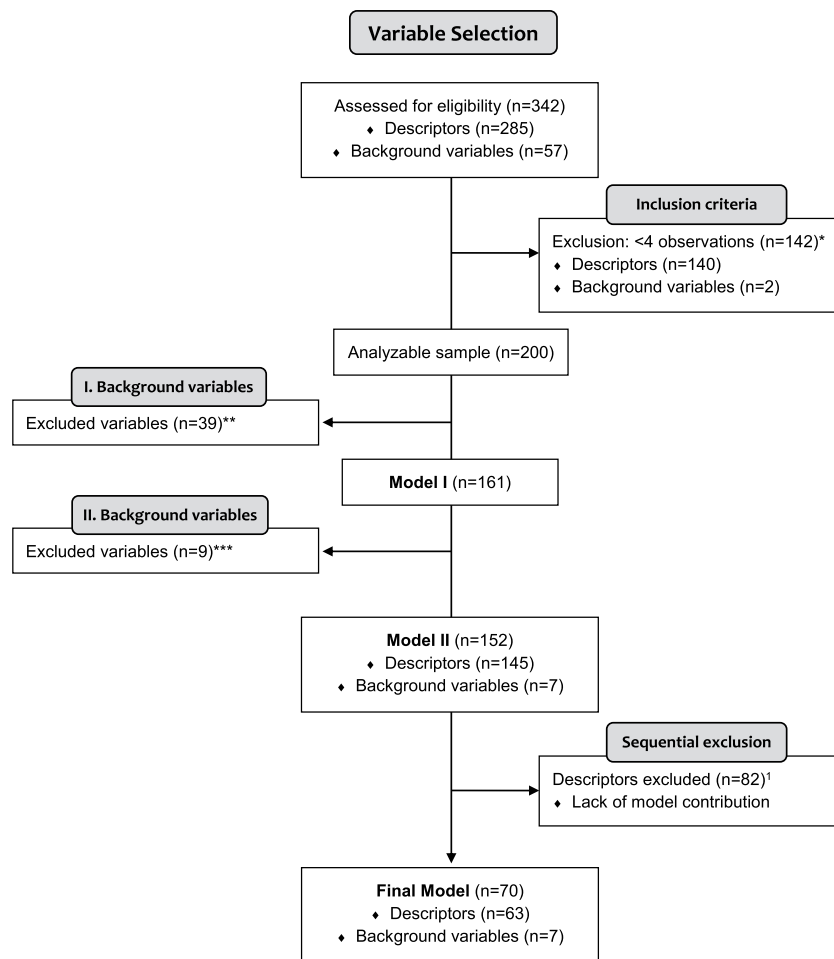 Variable Selection
Assessed for eligibility (n=342)
♦ Descriptors (n=285)
♦ Background variables (n=57)
Inclusion criteria
Exclusion: <4 observations (n=142)*
♦ Descriptors (n=140)
♦ Background variables (n=2)
Analyzable sample (n=200)
I. Background variables
Excluded variables (n=39)**
Model I (n=161)
II. Background variables
Excluded variables (n=9)***
Model II (n=152)
♦ Descriptors (n=145)
♦ Background variables (n=7)
Sequential exclusion
Descriptors excluded (n=82)¹
♦ Lack of model contribution
Final Model (n=70)
♦ Descriptors (n=63)
♦ Background variables (n=7)